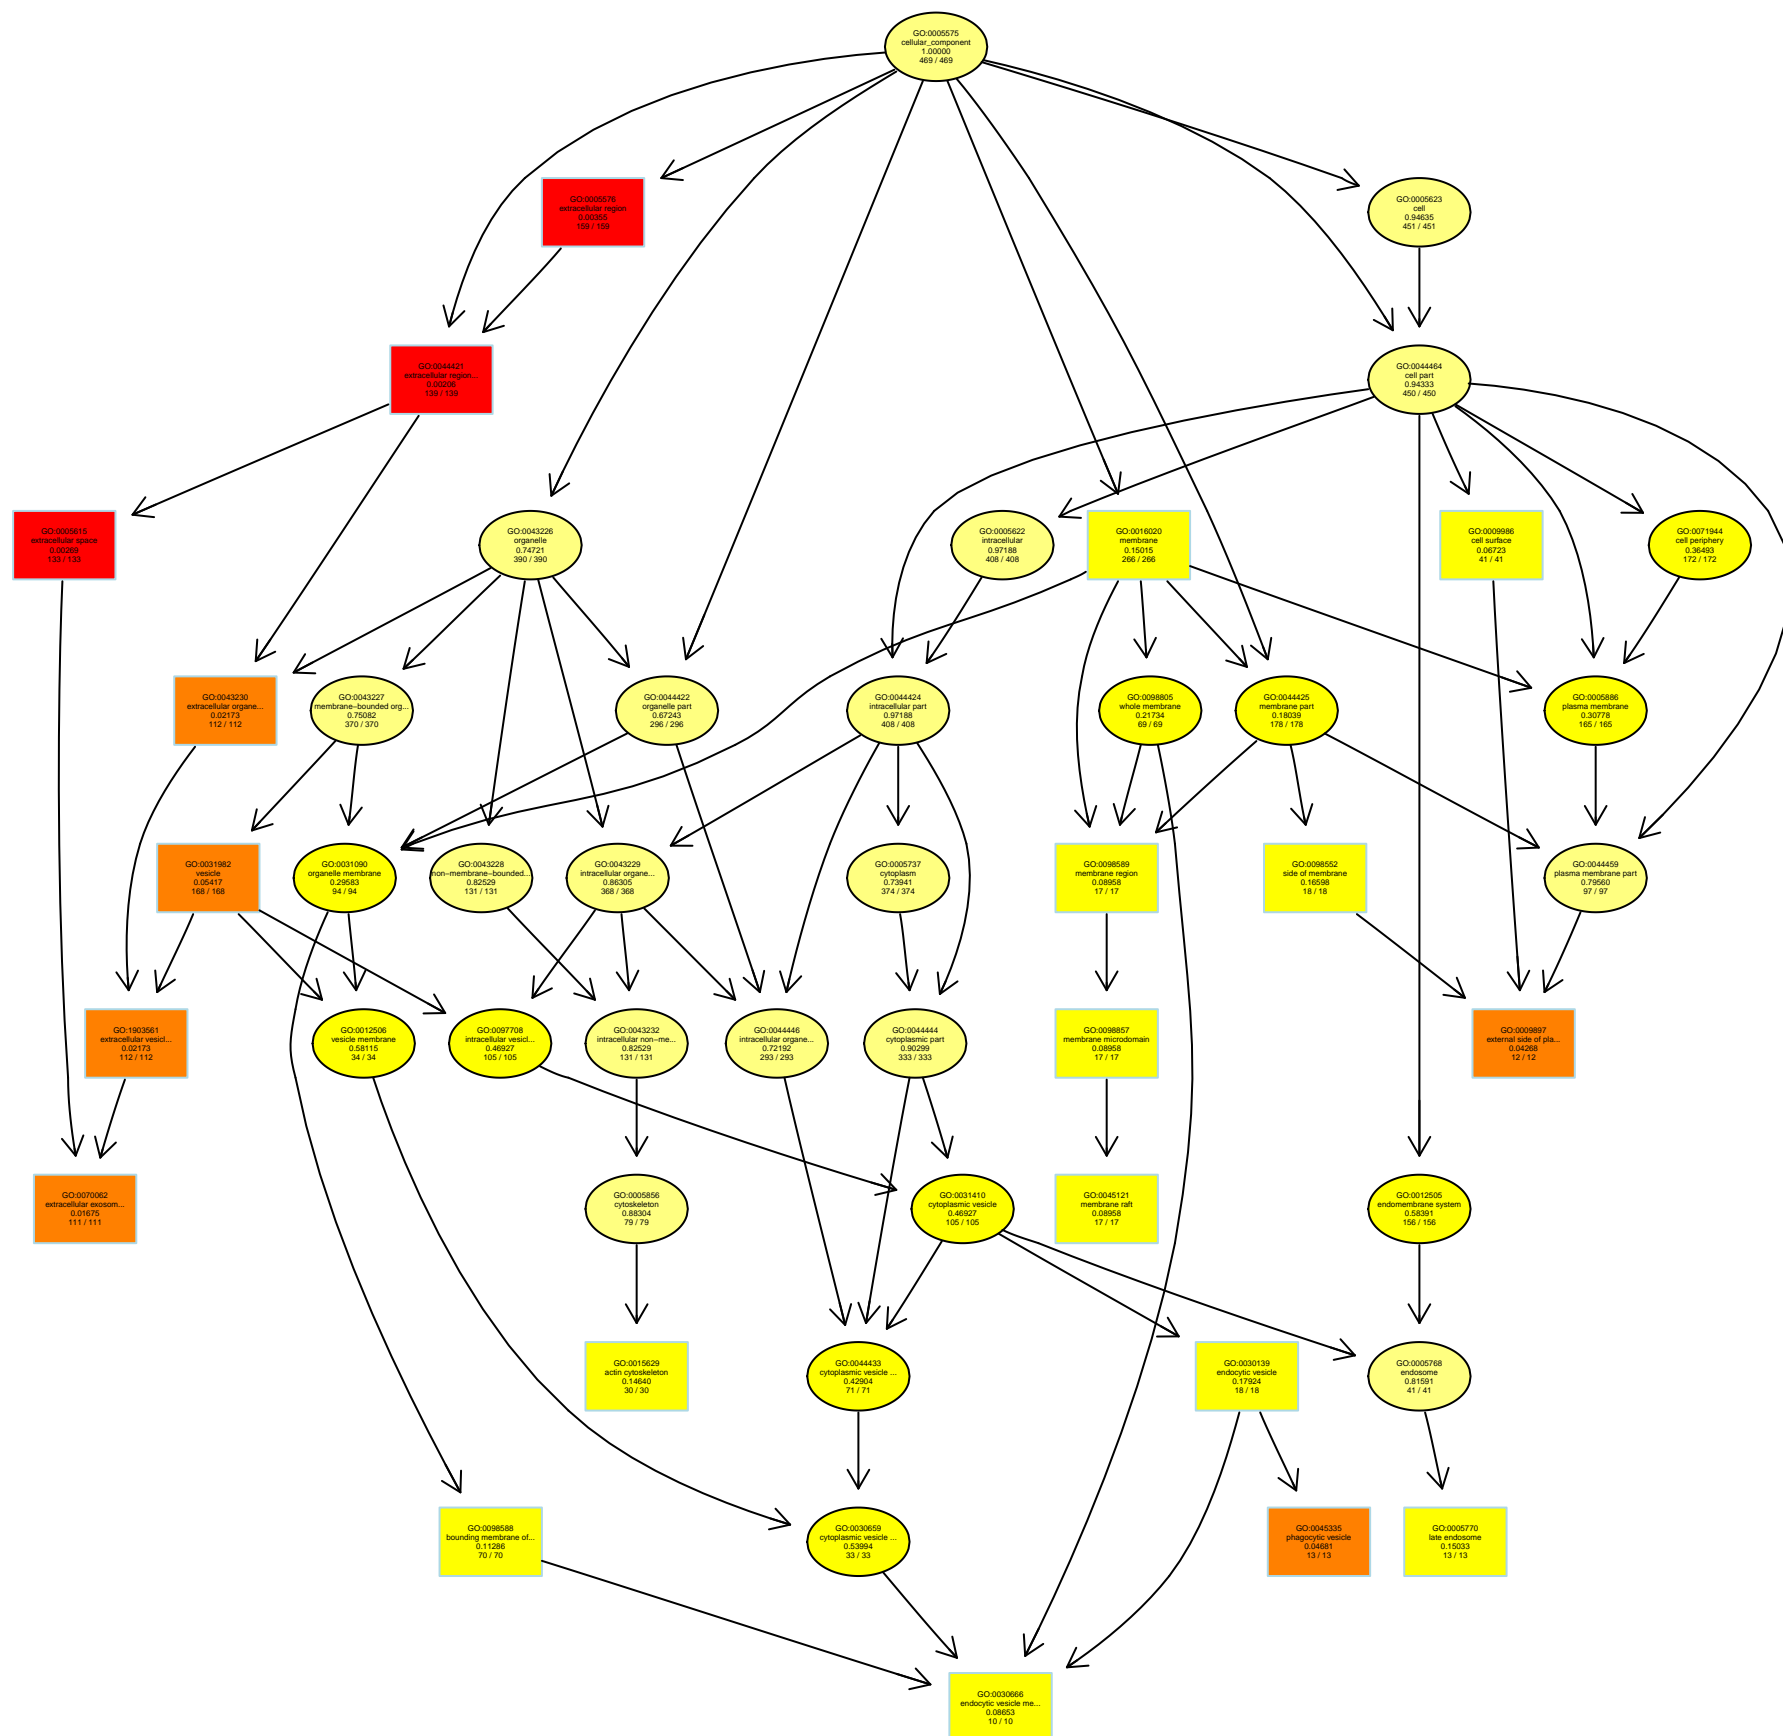 GO:0005575
cellular_component
1.00000
469 / 469
GO:0005576
extracellular region
0.00355
159 / 159
GO:0005623
cell
0.94635
451 / 451
GO:0044421
extracellular region...
0.00206
139 / 139
GO:0044464
cell part
0.94333
450 / 450
GO:0005615
extracellular space
0.00269
133 / 133
GO:0043226
organelle
0.74721
390 / 390
GO:0005622
intracellular
0.97188
408 / 408
GO:0016020
membrane
0.15015
266 / 266
GO:0009986
cell surface
0.06723
41 / 41
GO:0071944
cell periphery
0.36493
172 / 172
GO:0043230
extracellular organe...
0.02173
112 / 112
GO:0043227
membrane−bounded org...
0.75082
370 / 370
GO:0044422
organelle part
0.67243
296 / 296
GO:0044424
intracellular part
0.97188
408 / 408
GO:0098805
whole membrane
0.21734
69 / 69
GO:0044425
membrane part
0.18039
178 / 178
GO:0005886
plasma membrane
0.30778
165 / 165
GO:0031982
vesicle
0.05417
168 / 168
GO:0031090
organelle membrane
0.29583
94 / 94
GO:0043228
non−membrane−bounded...
0.82529
131 / 131
GO:0043229
intracellular organe...
0.86305
368 / 368
GO:0005737
cytoplasm
0.73941
374 / 374
GO:0098589
membrane region
0.08958
17 / 17
GO:0098552
side of membrane
0.16598
18 / 18
GO:0044459
plasma membrane part
0.79560
97 / 97
GO:1903561
extracellular vesicl...
0.02173
112 / 112
GO:0012506
vesicle membrane
0.58115
34 / 34
GO:0097708
intracellular vesicl...
0.46927
105 / 105
GO:0043232
intracellular non−me...
0.82529
131 / 131
GO:0044446
intracellular organe...
0.72192
293 / 293
GO:0044444
cytoplasmic part
0.90299
333 / 333
GO:0098857
membrane microdomain
0.08958
17 / 17
GO:0009897
external side of pla...
0.04268
12 / 12
GO:0070062
extracellular exosom...
0.01675
111 / 111
GO:0005856
cytoskeleton
0.88304
79 / 79
GO:0031410
cytoplasmic vesicle
0.46927
105 / 105
GO:0045121
membrane raft
0.08958
17 / 17
GO:0012505
endomembrane system
0.58391
156 / 156
GO:0015629
actin cytoskeleton
0.14640
30 / 30
GO:0044433
cytoplasmic vesicle ...
0.42904
71 / 71
GO:0030139
endocytic vesicle
0.17924
18 / 18
GO:0005768
endosome
0.81591
41 / 41
GO:0098588
bounding membrane of...
0.11286
70 / 70
GO:0030659
cytoplasmic vesicle ...
0.53994
33 / 33
GO:0045335
phagocytic vesicle
0.04681
13 / 13
GO:0005770
late endosome
0.15033
13 / 13
GO:0030666
endocytic vesicle me...
0.08653
10 / 10